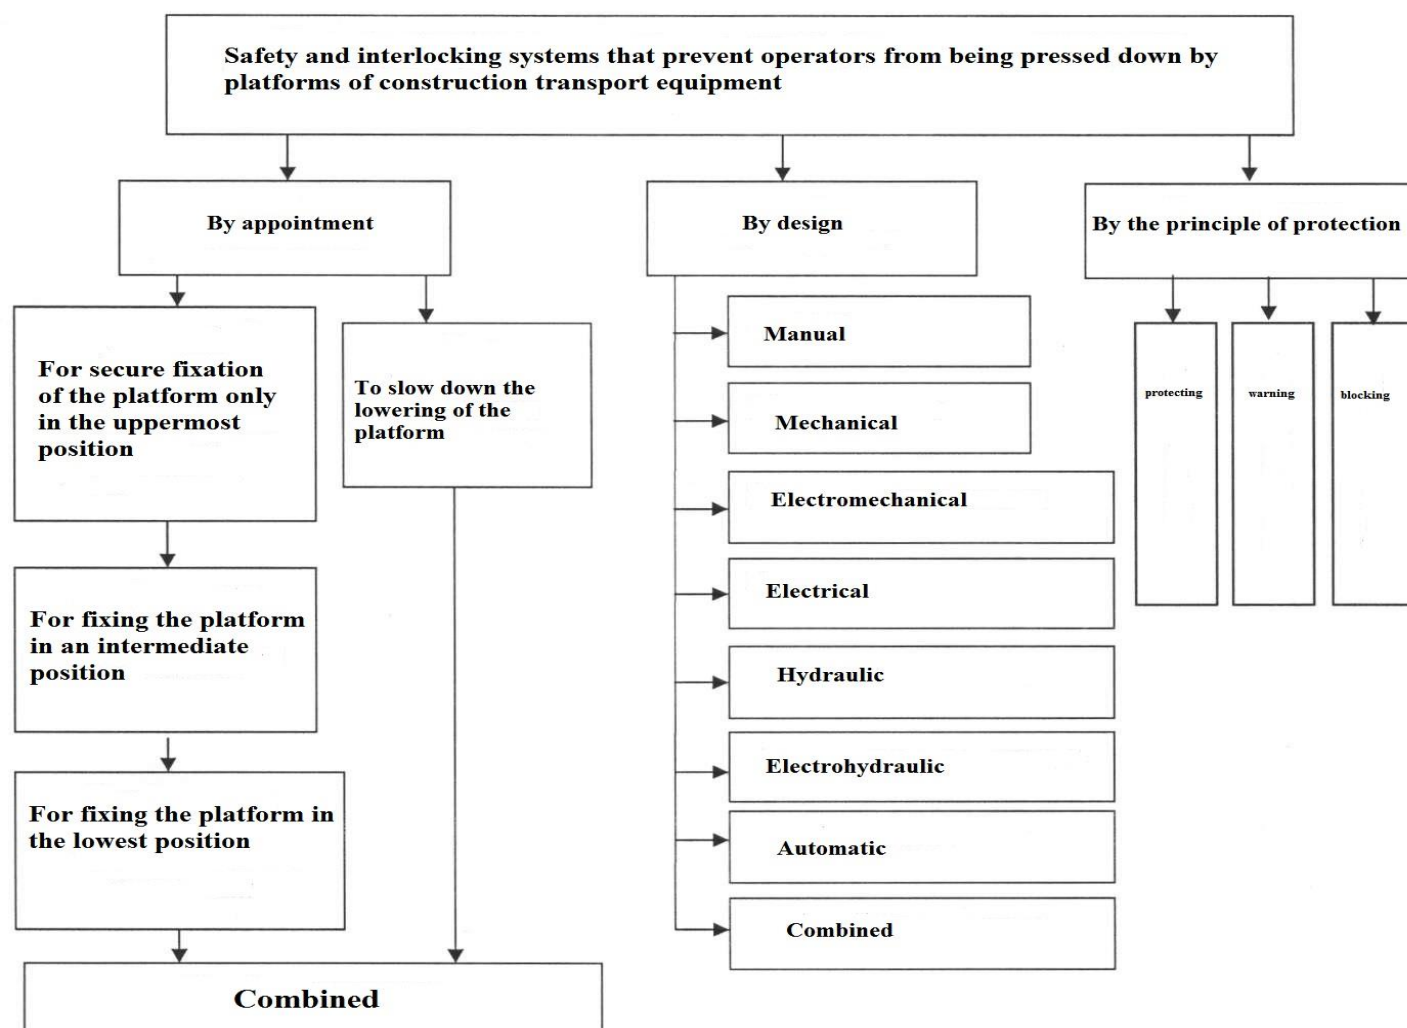 Safety and interlocking systems that prevent operators from being pressed down by
platforms of construction transport equipment
By appointment
By design
By the principle of protection
For secure fixation
of the platform only
in the uppermost
position
To slow down the
lowering of the
platform
For fixing the platform
in an intermediate
position
For fixing the platform in
the lowest position
Combined
Manual
Mechanical
Electromechanical
Electrical
Hydraulic
Electrohydraulic
Automatic
Combined
protecting
warning
blocking